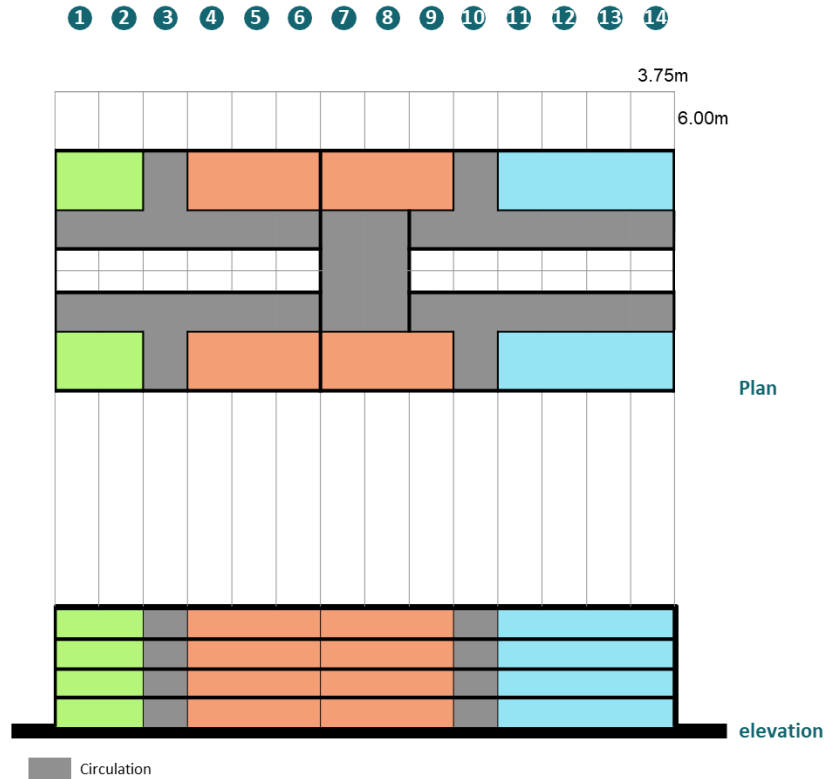 1 2 3 4 5 6 7 8 9 10 11 12 13 14
3.75m
6.00m
Plan
elevation
Circulation